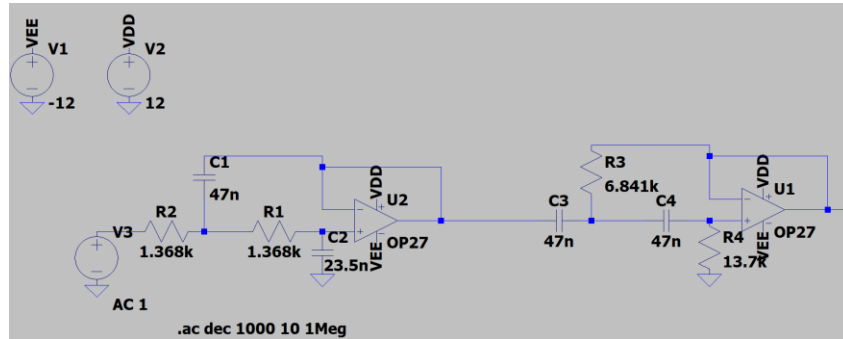 VEE
V1
-12
VDD
V2
12
C1
47n
R2
1.368k
R1
1.368k
V3
AC 1
C2
23.5n
VDD
U2
VEE
OP27
C3
47n
R3
6.841k
C4
47n
VDD
U1
VEE
OP27
R4
13.7k
.ac dec 1000 10 1Meg